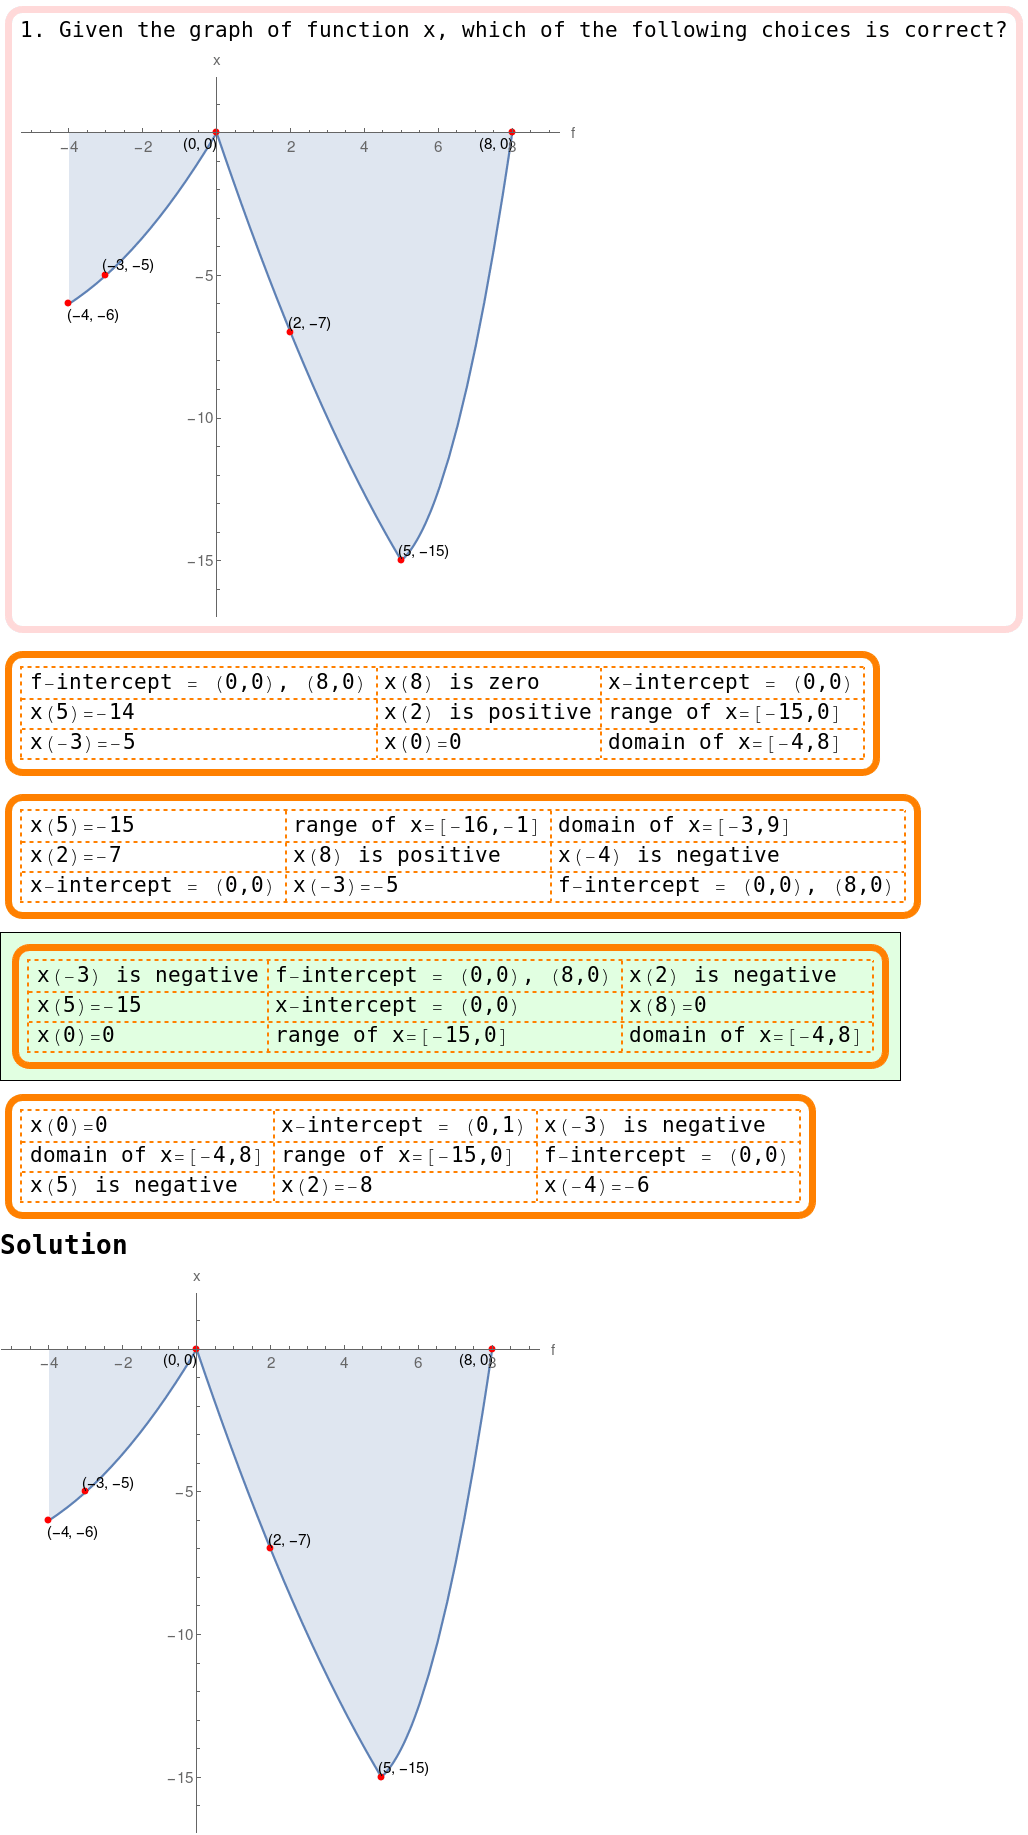 1. Given the graph of function x, which of the following choices is correct?
x
f
(0, 0)
(8, 0)
−4
−2
2
4
6
8
(−3, −5)
−5
(−4, −6)
(2, −7)
−10
(5, −15)
−15
f-intercept = (0,0), (8,0) x(8) is zero x-intercept = (0,0)
x(5)=-14 x(2) is positive range of x=[-15,0]
x(-3)=-5 x(0)=0 domain of x=[-4,8]
x(5)=-15 range of x=[-16,-1] domain of x=[-3,9]
x(2)=-7 x(8) is positive x(-4) is negative
x-intercept = (0,0) x(-3)=-5 f-intercept = (0,0), (8,0)
x(-3) is negative f-intercept = (0,0), (8,0) x(2) is negative
x(5)=-15 x-intercept = (0,0) x(8)=0
x(0)=0 range of x=[-15,0] domain of x=[-4,8]
x(0)=0 x-intercept = (0,1) x(-3) is negative
domain of x=[-4,8] range of x=[-15,0] f-intercept = (0,0)
x(5) is negative x(2)=-8 x(-4)=-6
Solution
x
f
(0, 0)
(8, 0)
−4
−2
2
4
6
8
(−3, −5)
−5
(−4, −6)
(2, −7)
−10
(5, −15)
−15